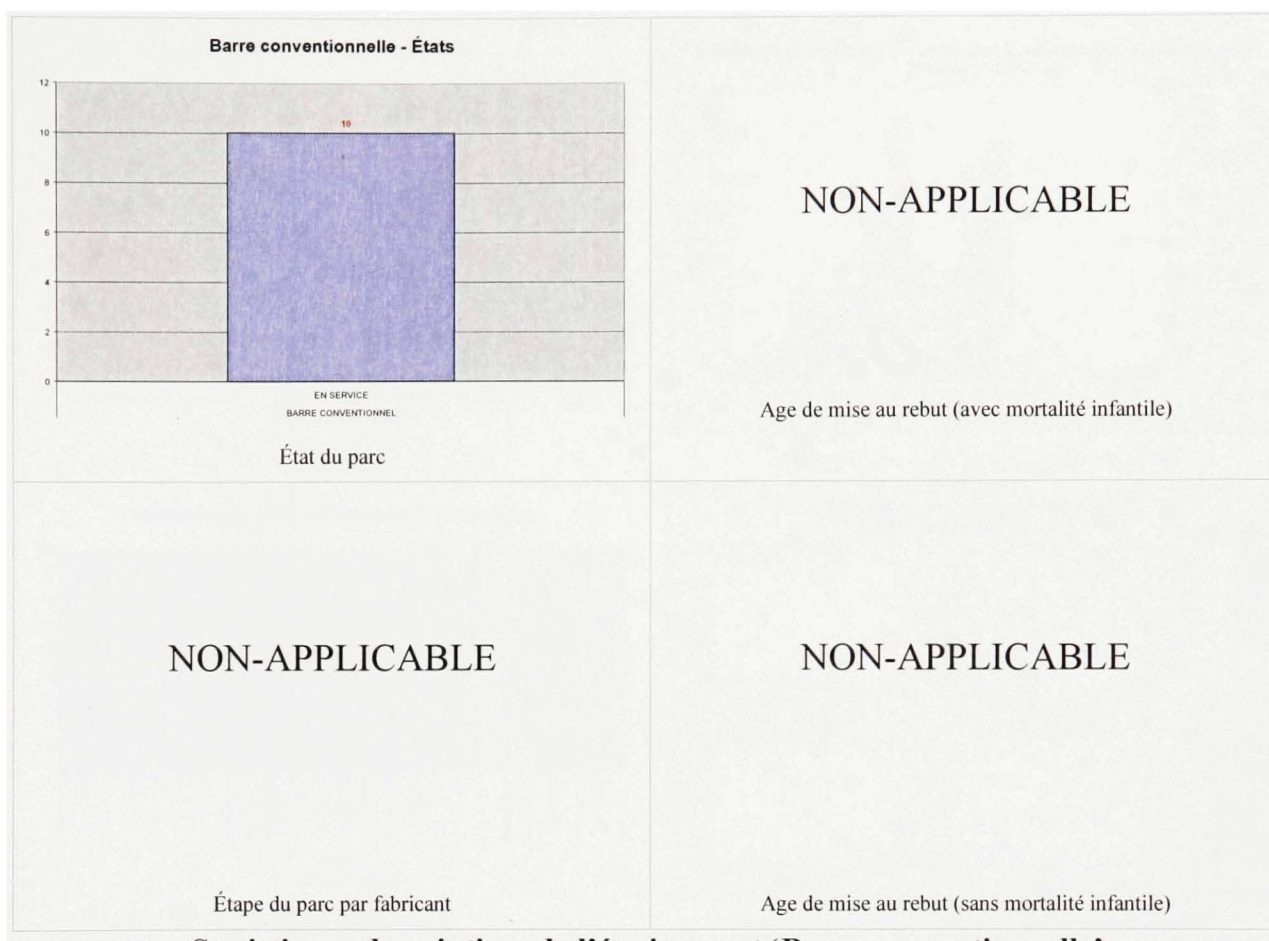 Barre conventionnelle - États
12
10
10
8
6
4
2
0
EN SERVICE
BARRE CONVENTIONNEL
État du parc
NON-APPLICABLE
Age de mise au rebut (avec mortalité infantile)
NON-APPLICABLE
Étape du parc par fabricant
NON-APPLICABLE
Age de mise au rebut (sans mortalité infantile)